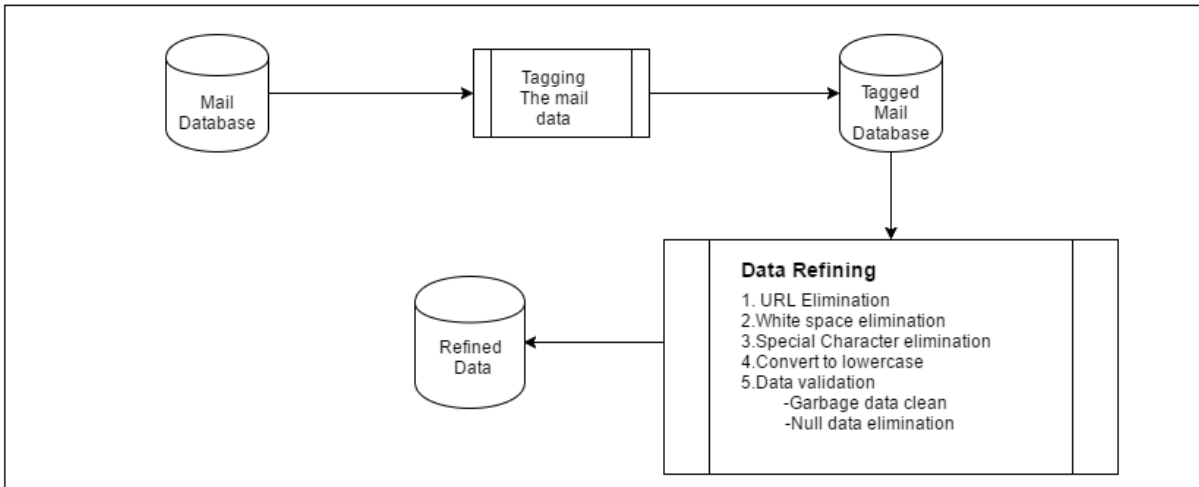 Mail
Database
Tagging
The mail
data
Tagged
Mail
Database
Data Refining
1. URL Elimination
2.White space elimination
3.Special Character elimination
4.Convert to lowercase
5.Data validation
-Garbage data clean
-Null data elimination
Refined
Data